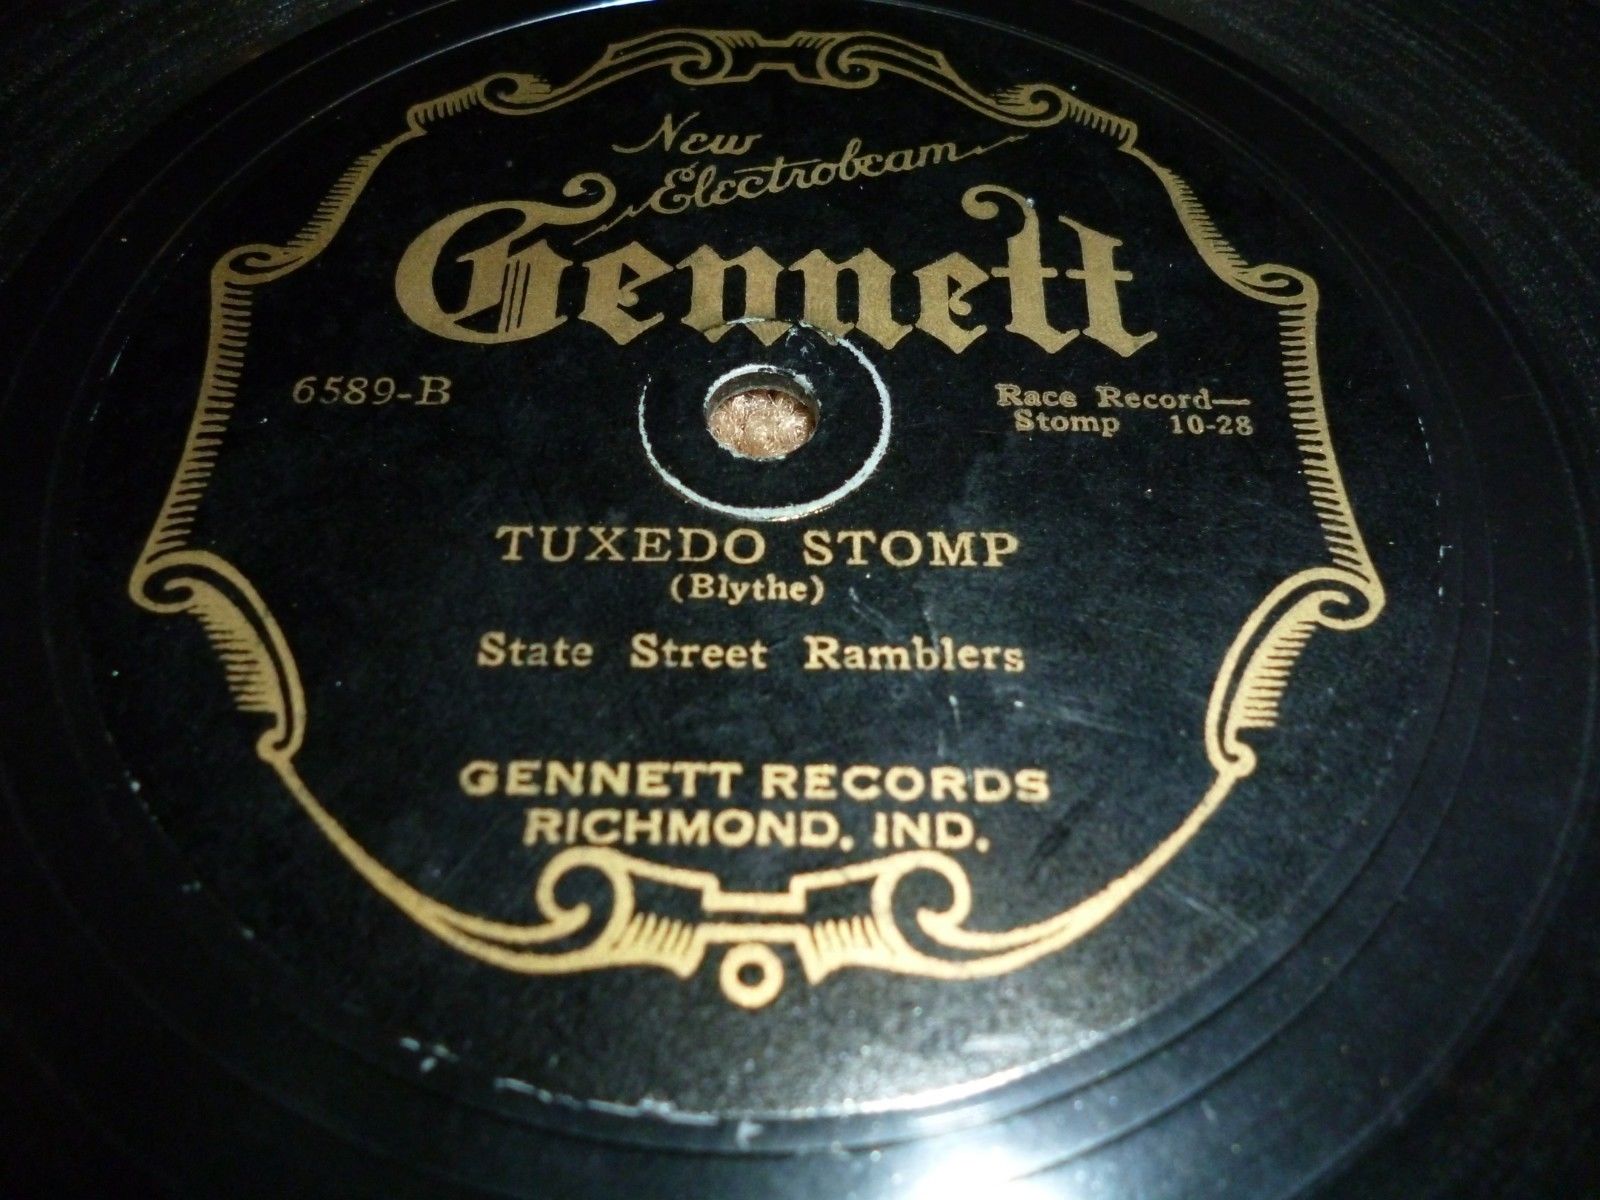 New
Electrobeam
Gennett
6589-B
Race Record—
Stomp 10-28
TUXEDO STOMP
(Blythe)
State Street Ramblers
GENNETT RECORDS
RICHMOND. IND.